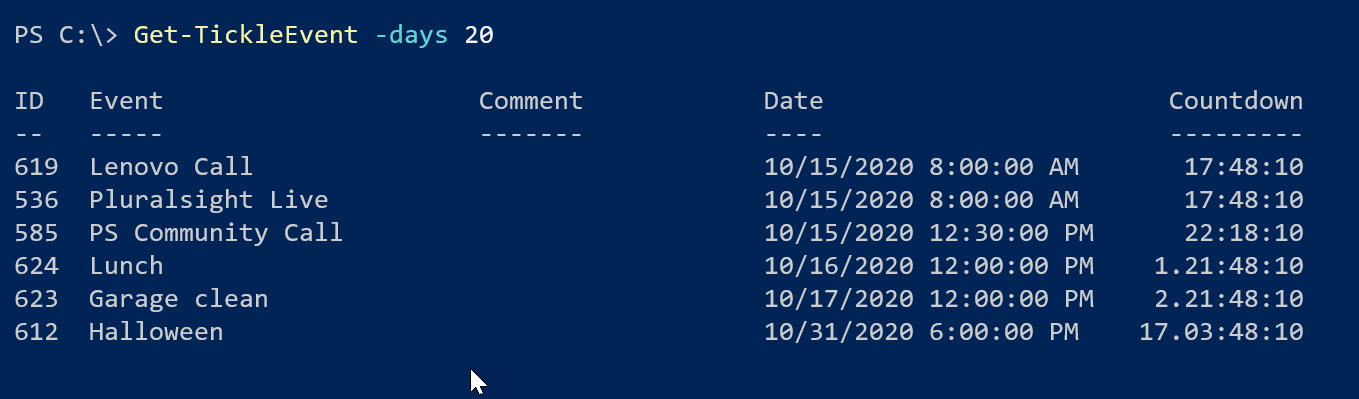 PS C:\> Get-TickleEvent -days 20
ID Event Comment Date Countdown
-- ----- ------- ---- ---------
619 Lenovo Call 10/15/2020 8:00:00 AM 17:48:10
536 Pluralsight Live 10/15/2020 8:00:00 AM 17:48:10
585 PS Community Call 10/15/2020 12:30:00 PM 22:18:10
624 Lunch 10/16/2020 12:00:00 PM 1.21:48:10
623 Garage clean 10/17/2020 12:00:00 PM 2.21:48:10
612 Halloween 10/31/2020 6:00:00 PM 17.03:48:10